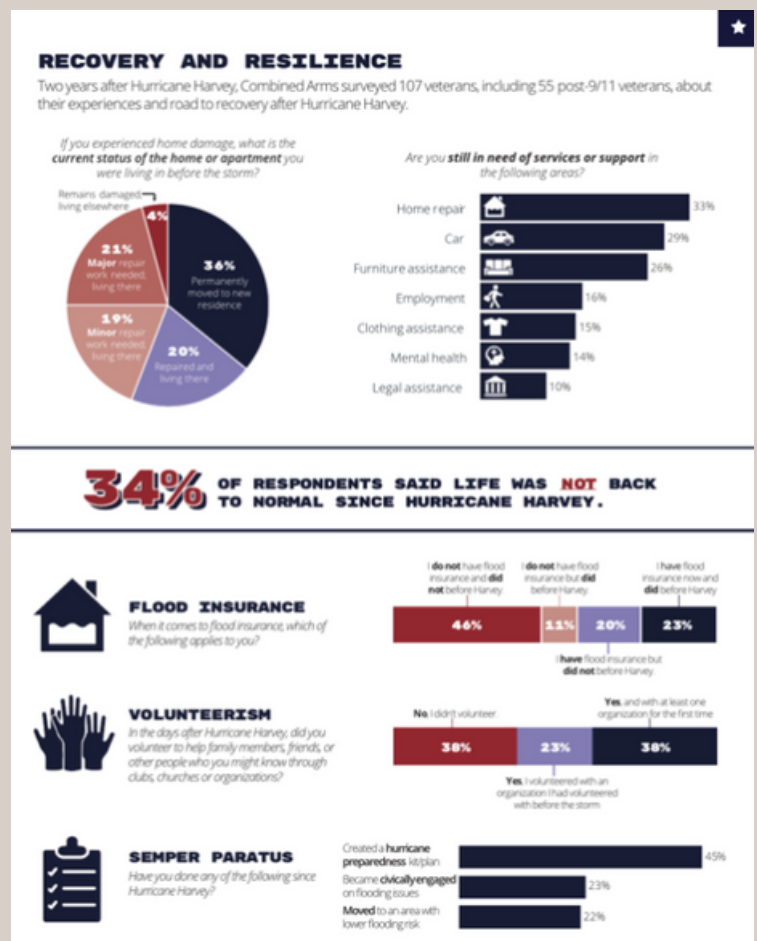 RECOVERY AND RESILIENCE
Two years after Hurricane Harvey, Combined Arms surveyed 107 veterans, including 55 post-9/11 veterans, about
their experiences and road to recovery after Hurricane Harvey.
If you experienced home damage, what is the
current status of the home or apartment you
were living in before the storm?
Remains damaged;
living elsewhere
4%
36%
Permanently
moved to new
residence
20%
Repaired and
living there
19%
Minor repair
work needed;
living there
21%
Major repair
work needed;
living there
Are you still in need of services or support in
the following areas?
Home repair 33%
Car 29%
Furniture assistance 26%
Employment 16%
Clothing assistance 15%
Mental health 14%
Legal assistance 10%
34% OF RESPONDENTS SAID LIFE WAS NOT BACK
TO NORMAL SINCE HURRICANE HARVEY.
FLOOD INSURANCE
When it comes to flood insurance, which of
the following applies to you?
I do not have flood
insurance and did
not before Harvey.
I do not have flood
insurance but did
before Harvey.
I have flood
insurance now and
did before Harvey
46% 11% 20% 23%
I have flood insurance but
did not before Harvey.
VOLUNTEERISM
In the days after Hurricane Harvey, did you
volunteer to help family members, friends, or
other people who you might know through
clubs, churches or organizations?
No, I didn't volunteer.
Yes, and with at least one
organization for the first time
38% 23% 38%
Yes, I volunteered with an
organization I had volunteered
with before the storm
SEMPER PARATUS
Have you done any of the following since
Hurricane Harvey?
Created a hurricane
preparedness kit/plan
45%
Became civically engaged
on flooding issues
23%
Moved to an area with
lower flooding risk
22%